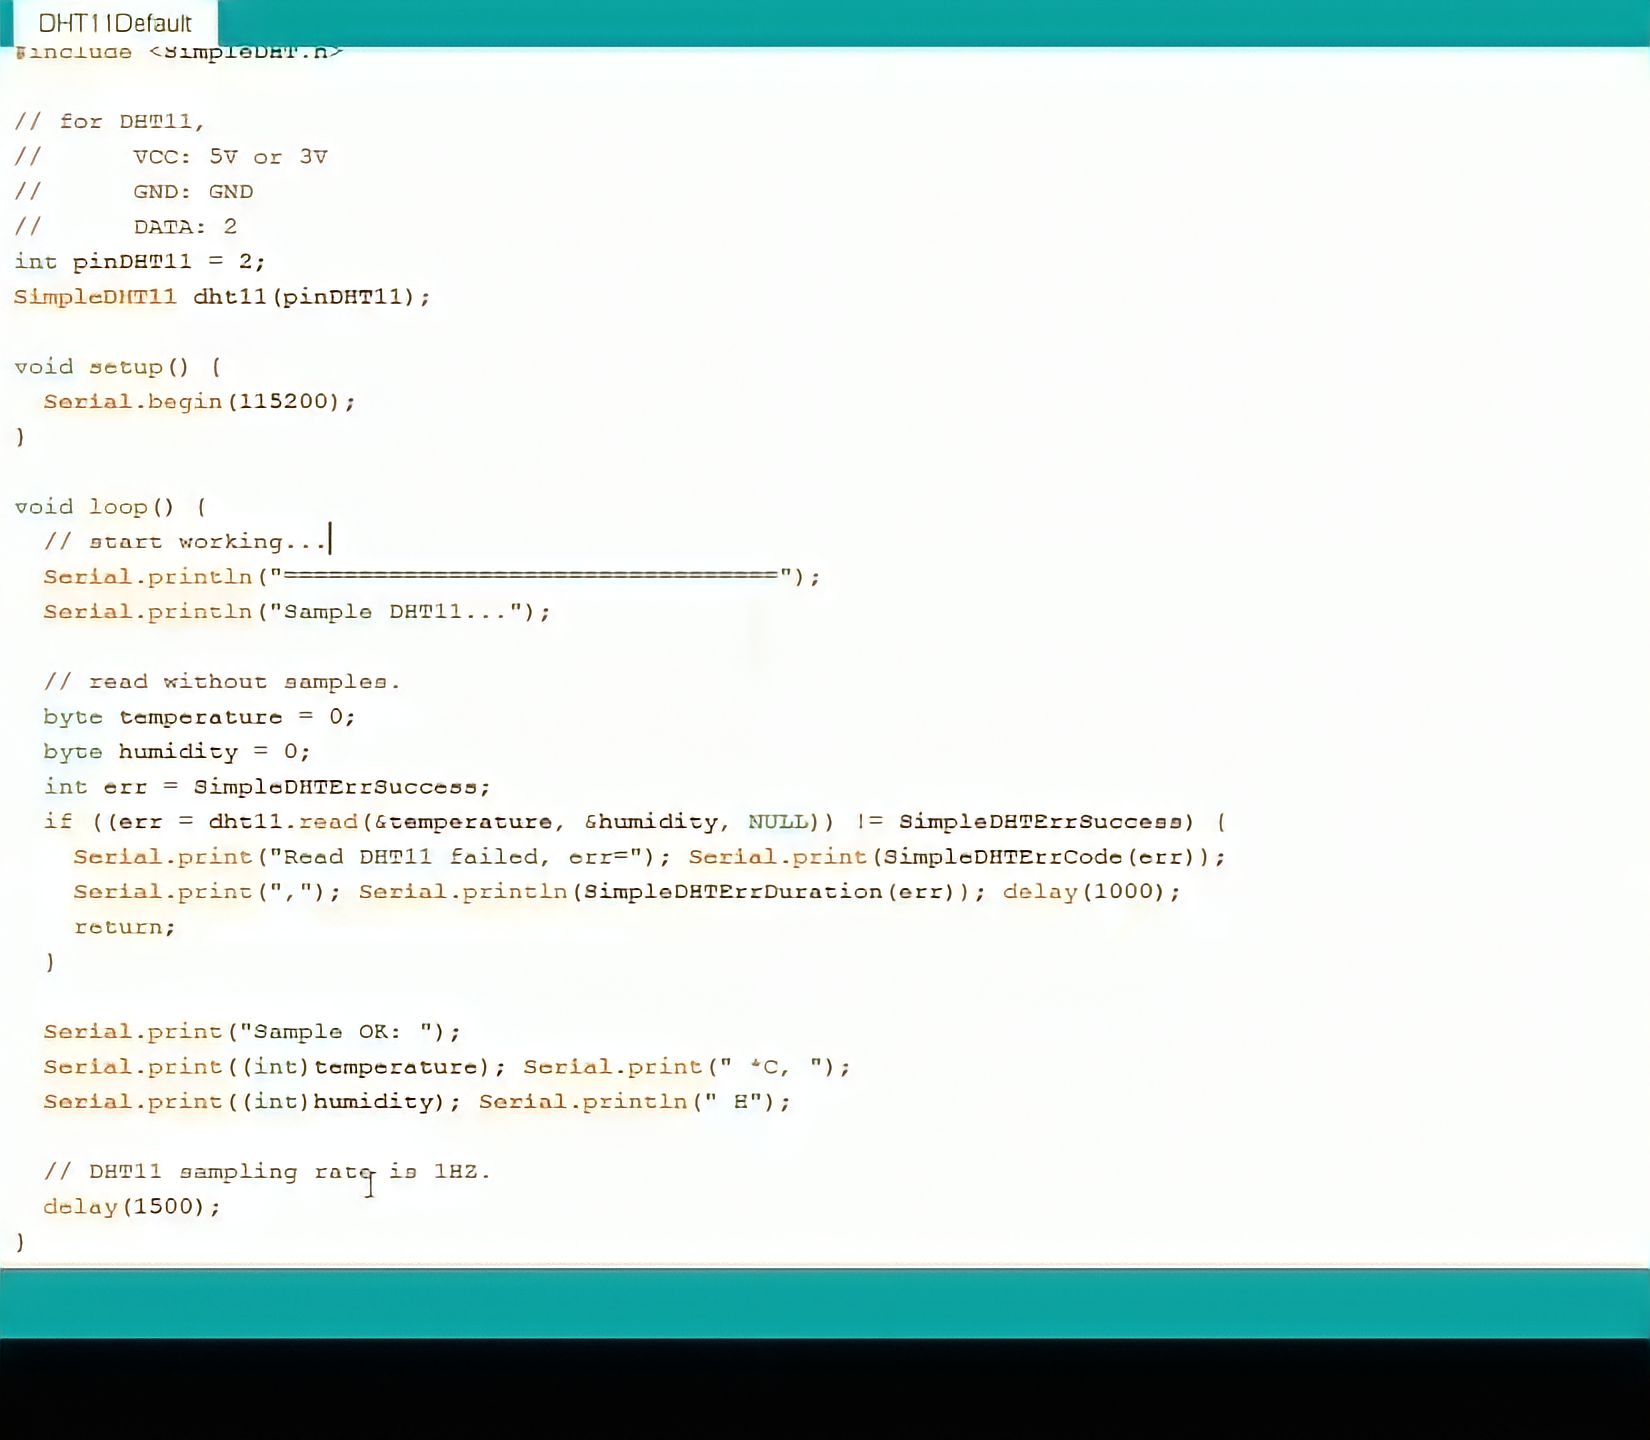 DHT11Default
#include <SimpleDHT.h>
// for DHT11,
//      VCC: 5V or 3V
//      GND: GND
//      DATA: 2
int pinDHT11 = 2;
SimpleDHT11 dht11(pinDHT11);
void setup() {
  Serial.begin(115200);
}
void loop() {
  // start working...
  Serial.println("=================================");
  Serial.println("Sample DHT11...");
  // read without samples.
  byte temperature = 0;
  byte humidity = 0;
  int err = SimpleDHTErrSuccess;
  if ((err = dht11.read(&temperature, &humidity, NULL)) != SimpleDHTErrSuccess) {
    Serial.print("Read DHT11 failed, err="); Serial.print(SimpleDHTErrCode(err));
    Serial.print(","); Serial.println(SimpleDHTErrDuration(err)); delay(1000);
    return;
  }
  Serial.print("Sample OK: ");
  Serial.print((int)temperature); Serial.print(" *C, ");
  Serial.print((int)humidity); Serial.println(" H");
  // DHT11 sampling rate is 1HZ.
  delay(1500);
}